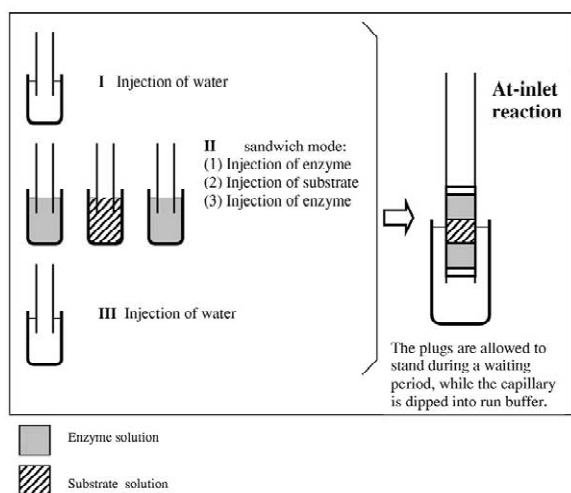 I Injection of water
II sandwich mode:
(1) Injection of enzyme
(2) Injection of substrate
(3) Injection of enzyme
III Injection of water
At-inlet
reaction
The plugs are allowed to
stand during a waiting
period, while the capillary
is dipped into run buffer.
Enzyme solution
Substrate solution